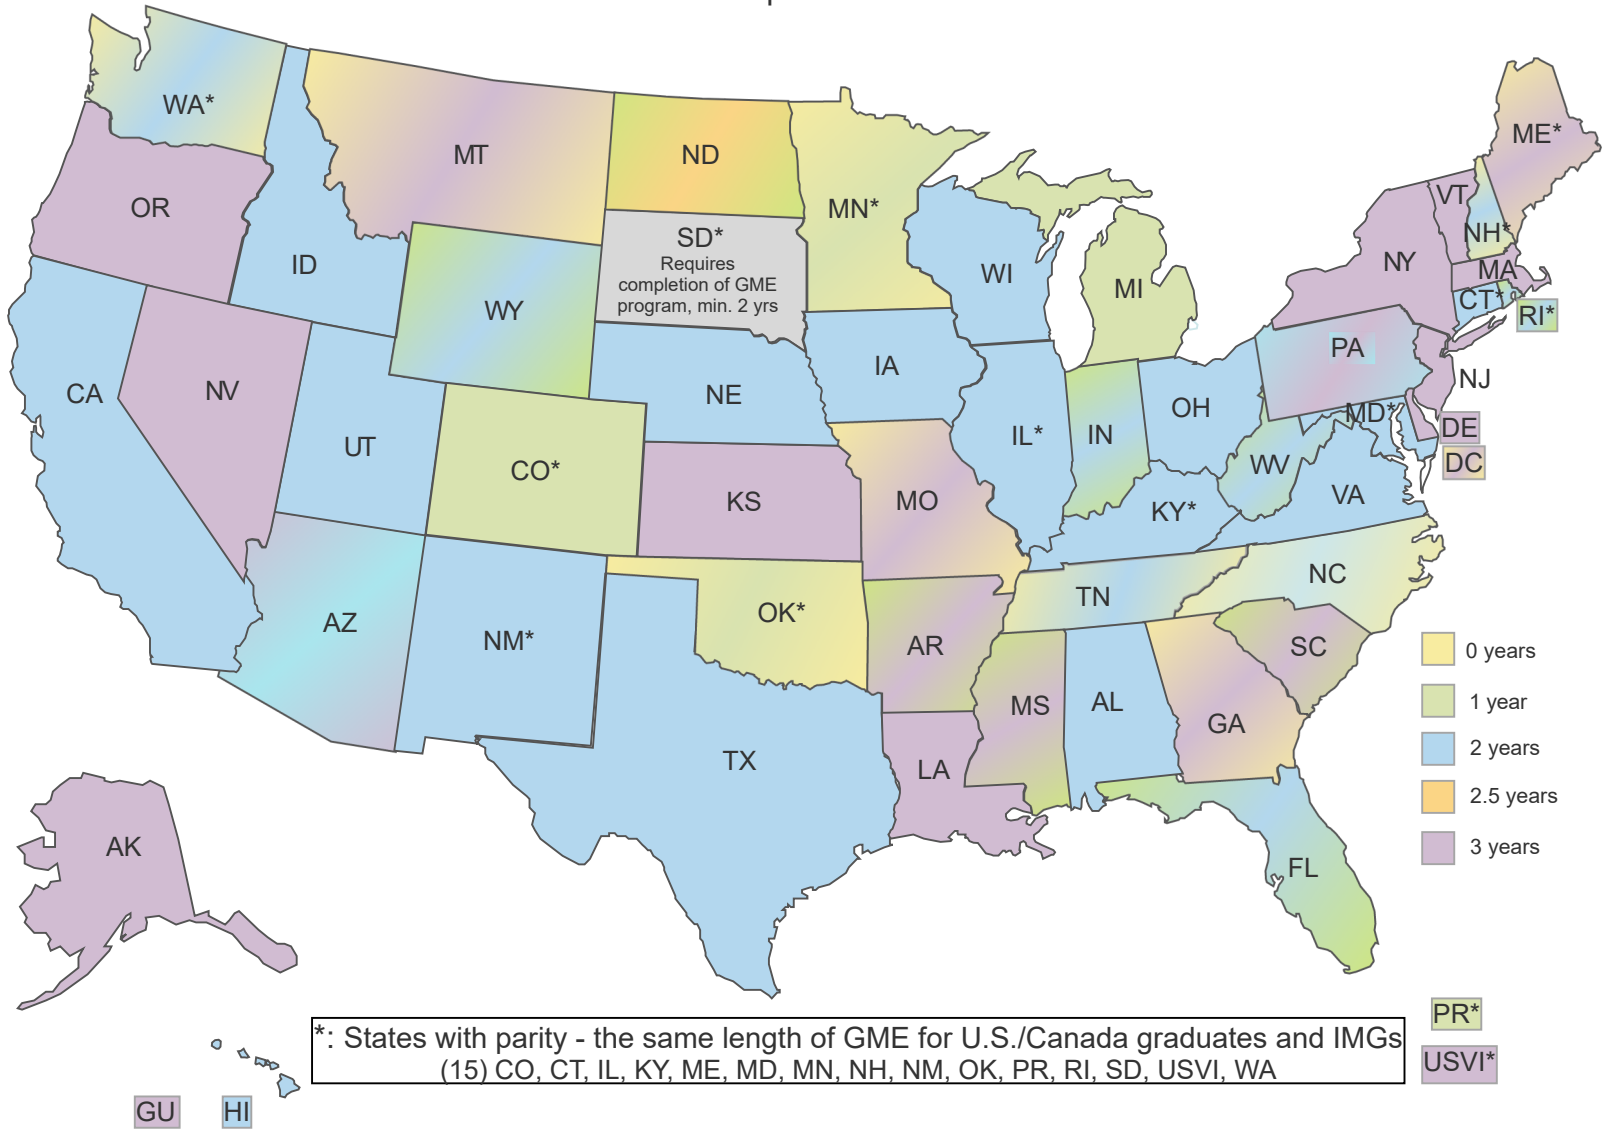 WA*
MT
ND
MN*
ME*
OR
ID
SD*
Requires
completion of GME
program, min. 2 yrs
WI
MI
VT
NH*
NY
MA
CT*
RI*
WY
CA
NV
UT
CO*
NE
IA
IL*
IN
OH
PA
NJ
MD*
DE
DC
WV
VA
KS
MO
KY*
AZ
NM*
OK*
AR
TN
NC
SC
MS
AL
GA
TX
LA
FL
AK
0 years
1 year
2 years
2.5 years
3 years
PR*
USVI*
*: States with parity - the same length of GME for U.S./Canada graduates and IMGs
(15) CO, CT, IL, KY, ME, MD, MN, NH, NM, OK, PR, RI, SD, USVI, WA
GU
HI